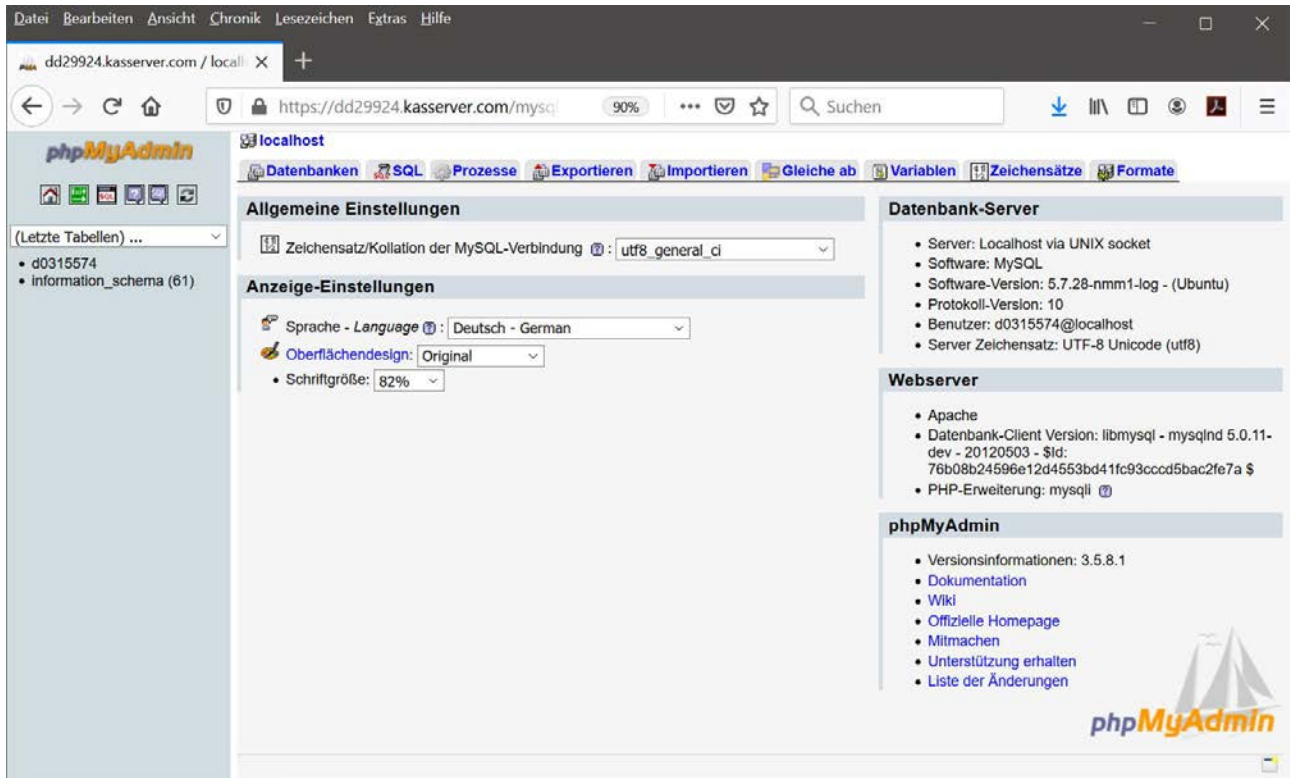 Datei Bearbeiten Ansicht Chronik Lesezeichen Extras Hilfe
dd29924.kasserver.com / local
https://dd29924.kasserver.com/mysq
90%
Suchen
phpMyAdmin
SQL
(Letzte Tabellen) ...
d0315574
information_schema (61)
localhost
Datenbanken SQL Prozesse Exportieren Importieren Gleiche ab Variablen Zeichensätze Formate
Allgemeine Einstellungen
Zeichensatz/Kollation der MySQL-Verbindung : utf8_general_ci
Anzeige-Einstellungen
Sprache - Language : Deutsch - German
Oberflächendesign: Original
Schriftgröße: 82%
Datenbank-Server
Server: Localhost via UNIX socket
Software: MySQL
Software-Version: 5.7.28-nmm1-log - (Ubuntu)
Protokoll-Version: 10
Benutzer: d0315574@localhost
Server Zeichensatz: UTF-8 Unicode (utf8)
Webserver
Apache
Datenbank-Client Version: libmysql - mysqlnd 5.0.11-
dev - 20120503 - $Id:
76b08b24596e12d4553bd41fc93cccd5bac2fe7a $
PHP-Erweiterung: mysqli
phpMyAdmin
Versionsinformationen: 3.5.8.1
Dokumentation
Wiki
Offizielle Homepage
Mitmachen
Unterstützung erhalten
Liste der Änderungen
phpMyAdmin